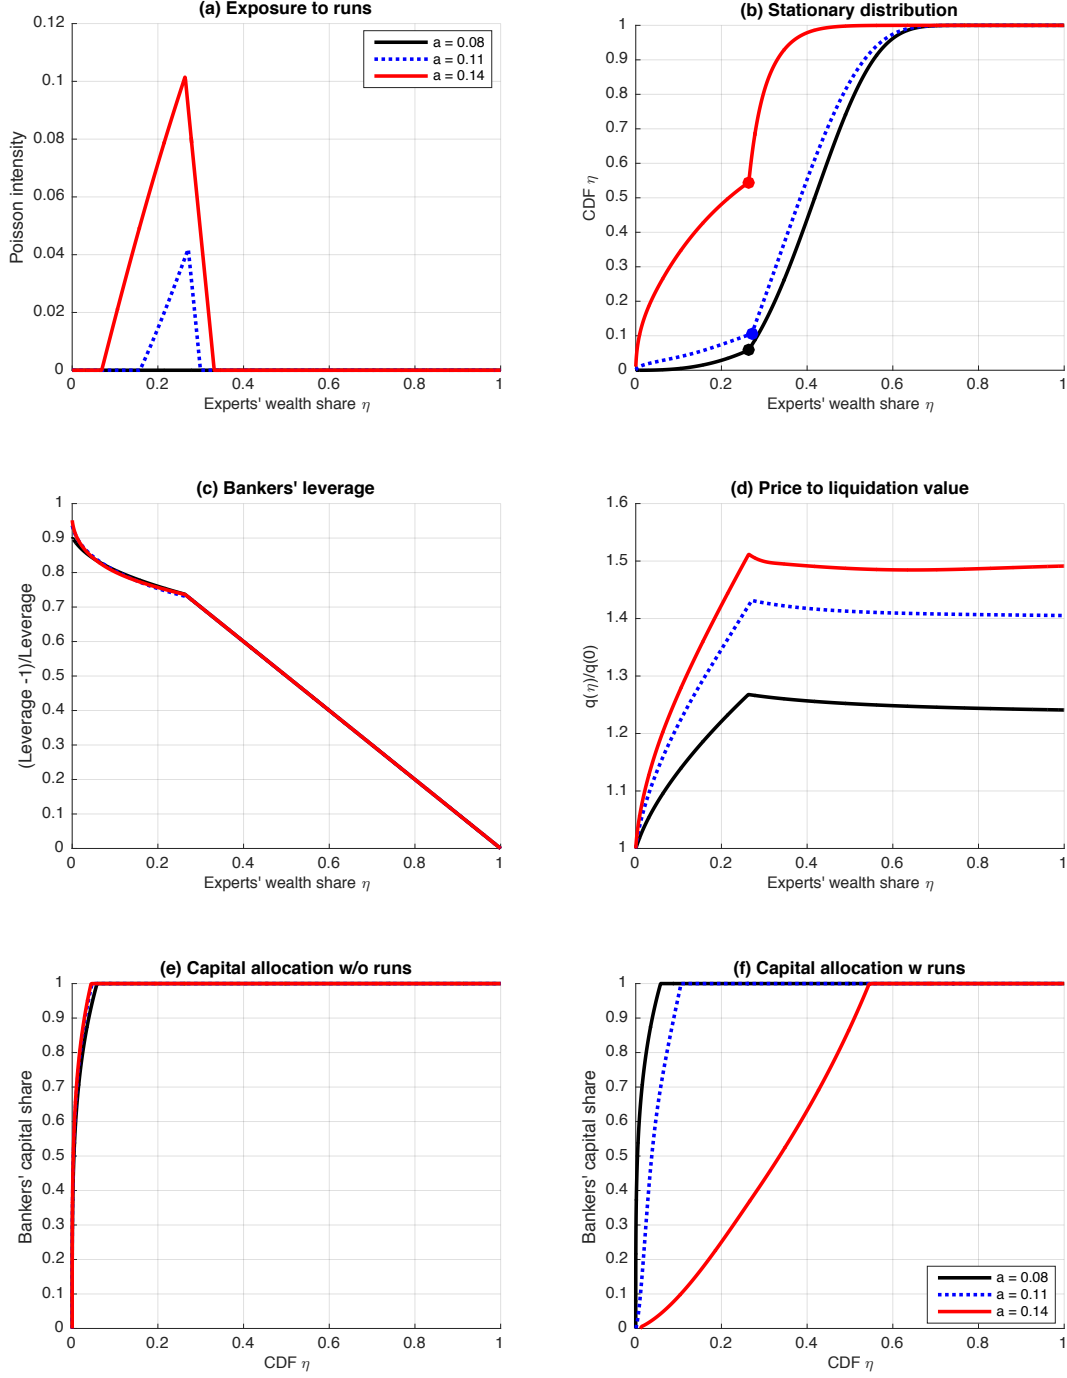 (a) Exposure to runs
0.12
0.1
0.08
0.06
0.04
0.02
0
Poisson intensity
a = 0.08
a = 0.11
a = 0.14
0 0.2 0.4 0.6 0.8 1
Experts' wealth share η
(b) Stationary distribution
1
0.9
0.8
0.7
0.6
0.5
0.4
0.3
0.2
0.1
0
CDF η
0 0.2 0.4 0.6 0.8 1
Experts' wealth share η
(c) Bankers' leverage
1
0.9
0.8
0.7
0.6
0.5
0.4
0.3
0.2
0.1
0
(Leverage -1)/Leverage
0 0.2 0.4 0.6 0.8 1
Experts' wealth share η
(d) Price to liquidation value
1.6
1.5
1.4
1.3
1.2
1.1
1
q(η)/q(0)
0 0.2 0.4 0.6 0.8 1
Experts' wealth share η
(e) Capital allocation w/o runs
1
0.9
0.8
0.7
0.6
0.5
0.4
0.3
0.2
0.1
0
Bankers' capital share
0 0.2 0.4 0.6 0.8 1
CDF η
(f) Capital allocation w runs
1
0.9
0.8
0.7
0.6
0.5
0.4
0.3
0.2
0.1
0
Bankers' capital share
a = 0.08
a = 0.11
a = 0.14
0 0.2 0.4 0.6 0.8 1
CDF η